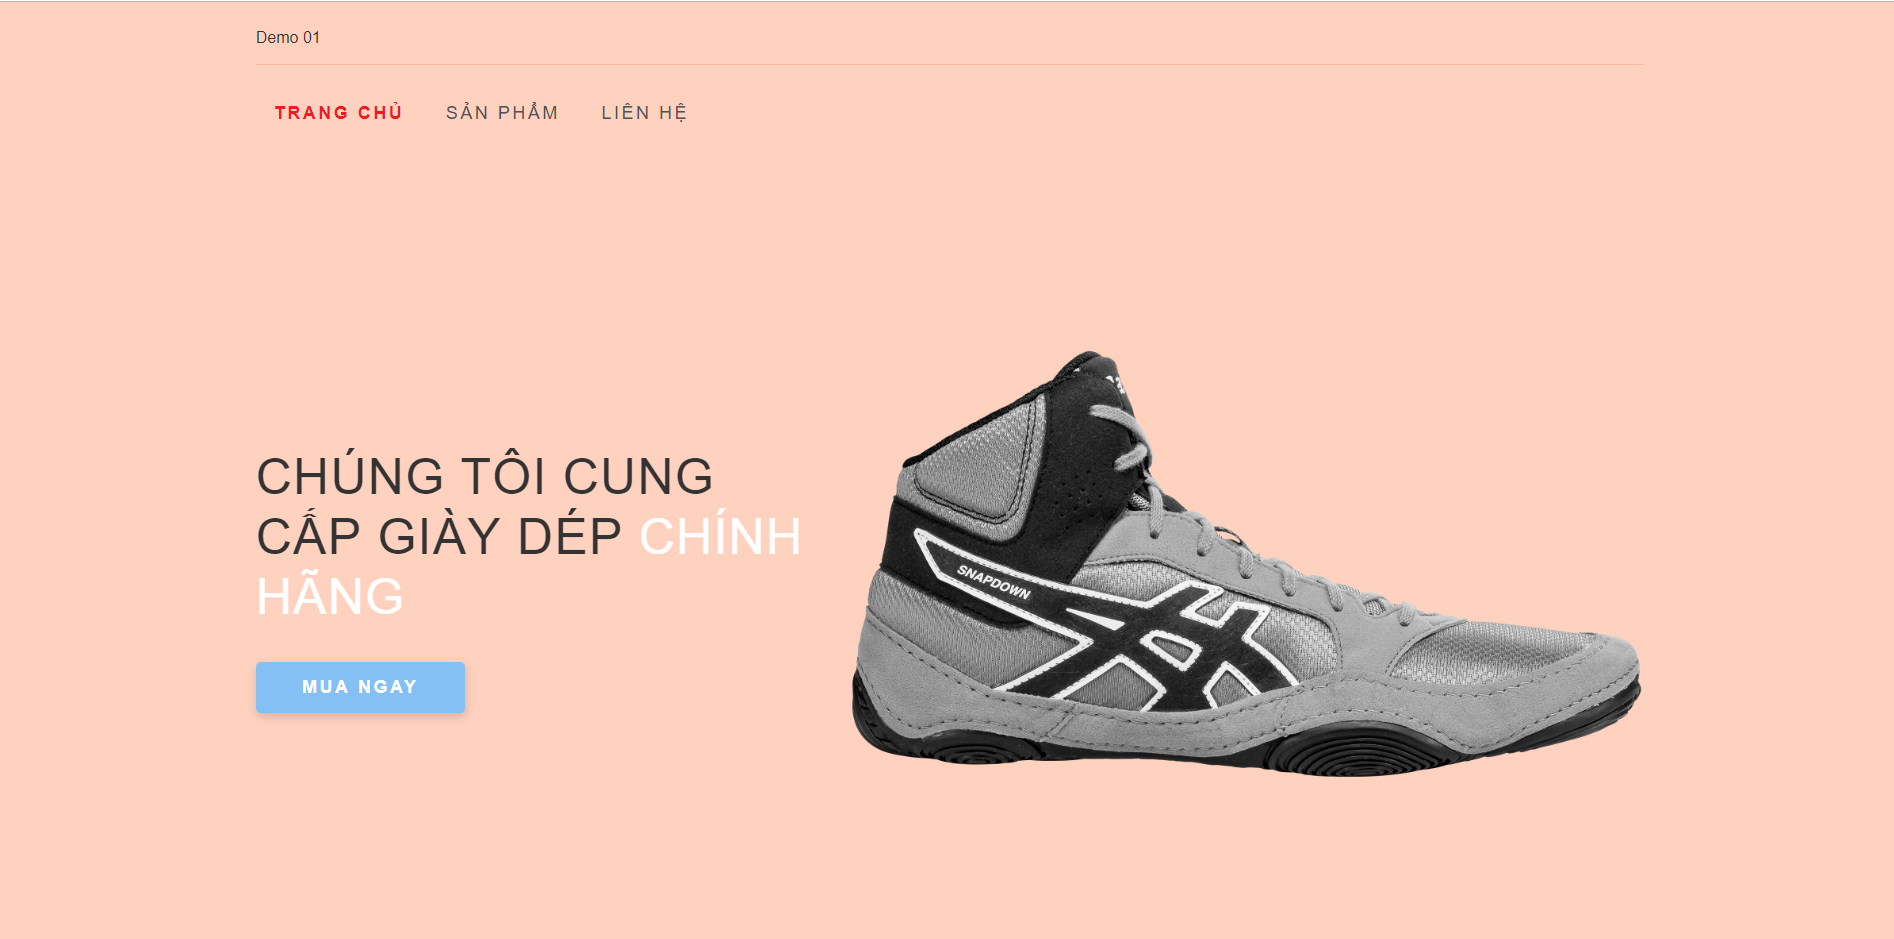 Demo 01
TRANG CHỦ SẢN PHẨM LIÊN HỆ
CHÚNG TÔI CUNG
CẤP GIÀY DÉP CHÍNH
HÃNG
MUA NGAY
SNAPDOWN